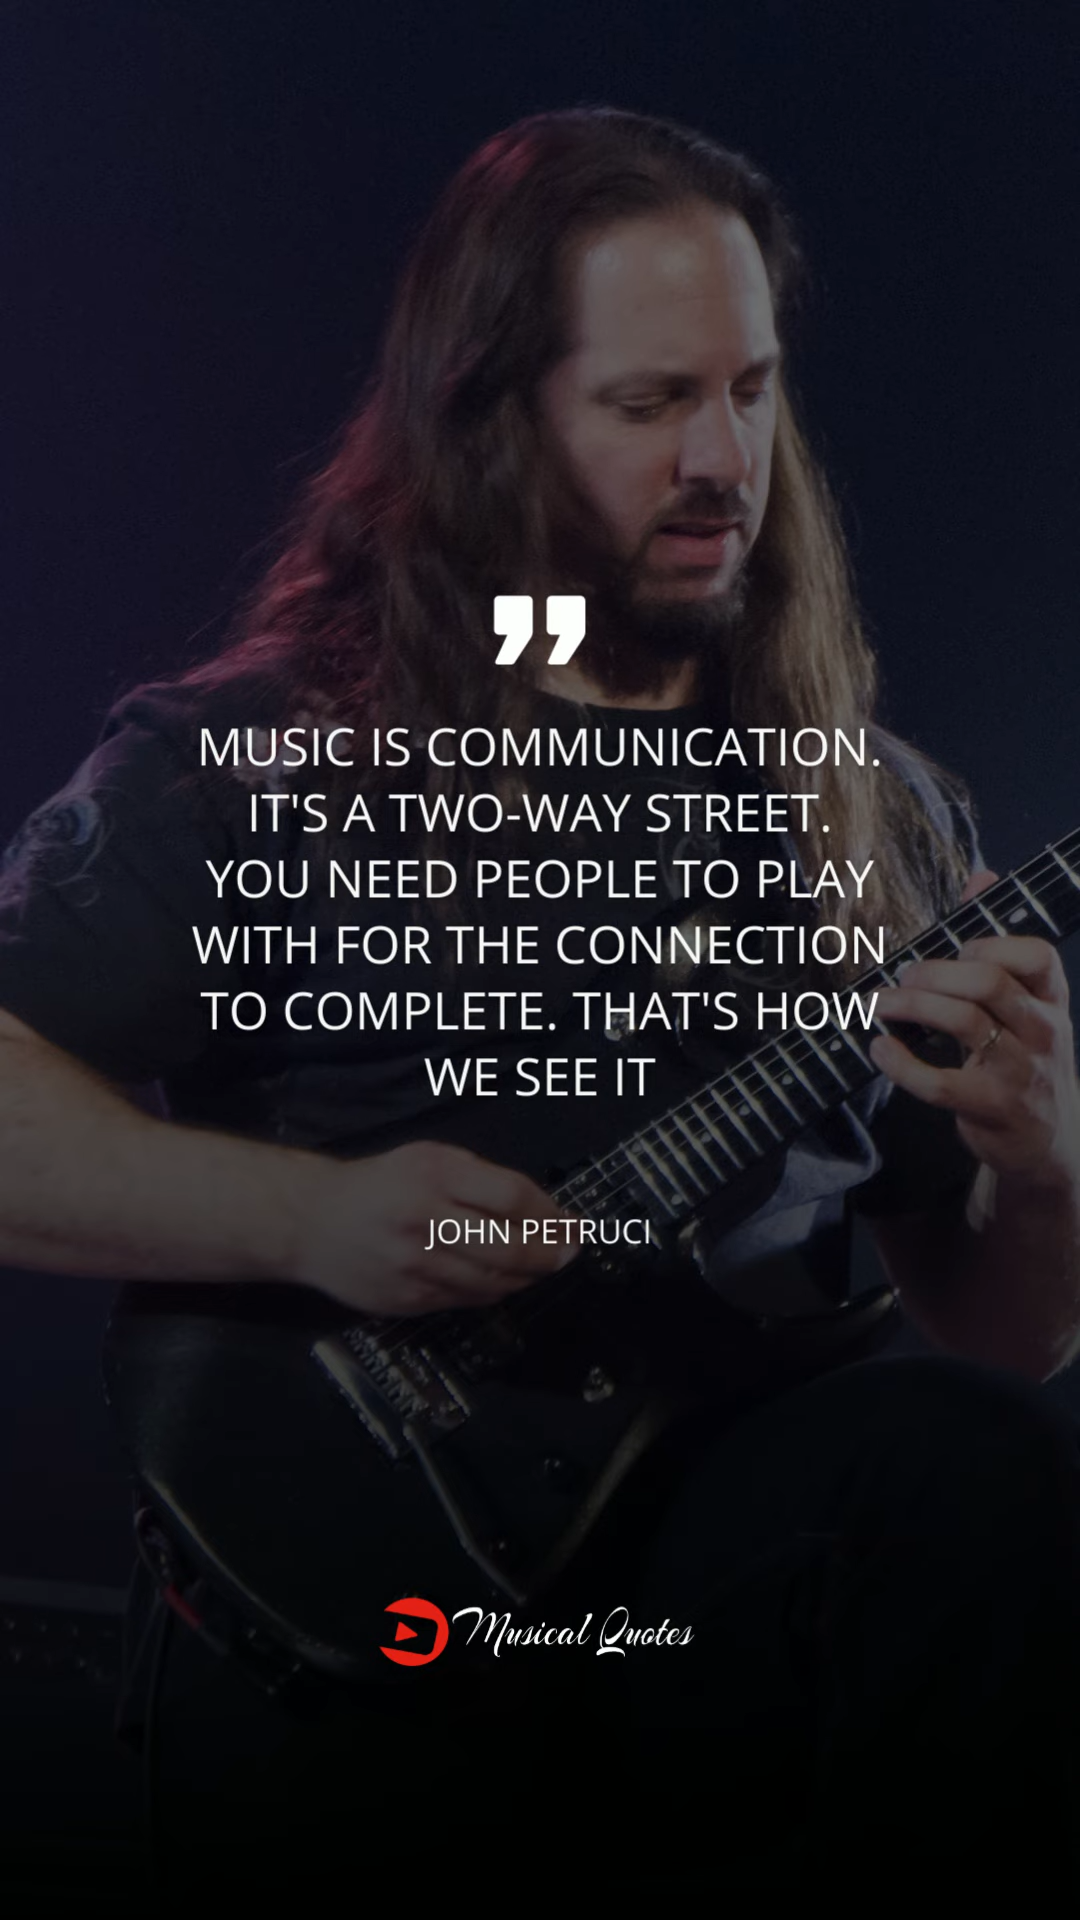 ”
MUSIC IS COMMUNICATION.
IT'S A TWO-WAY STREET.
YOU NEED PEOPLE TO PLAY
WITH FOR THE CONNECTION
TO COMPLETE. THAT'S HOW
WE SEE IT
JOHN PETRUCI
Musical Quotes